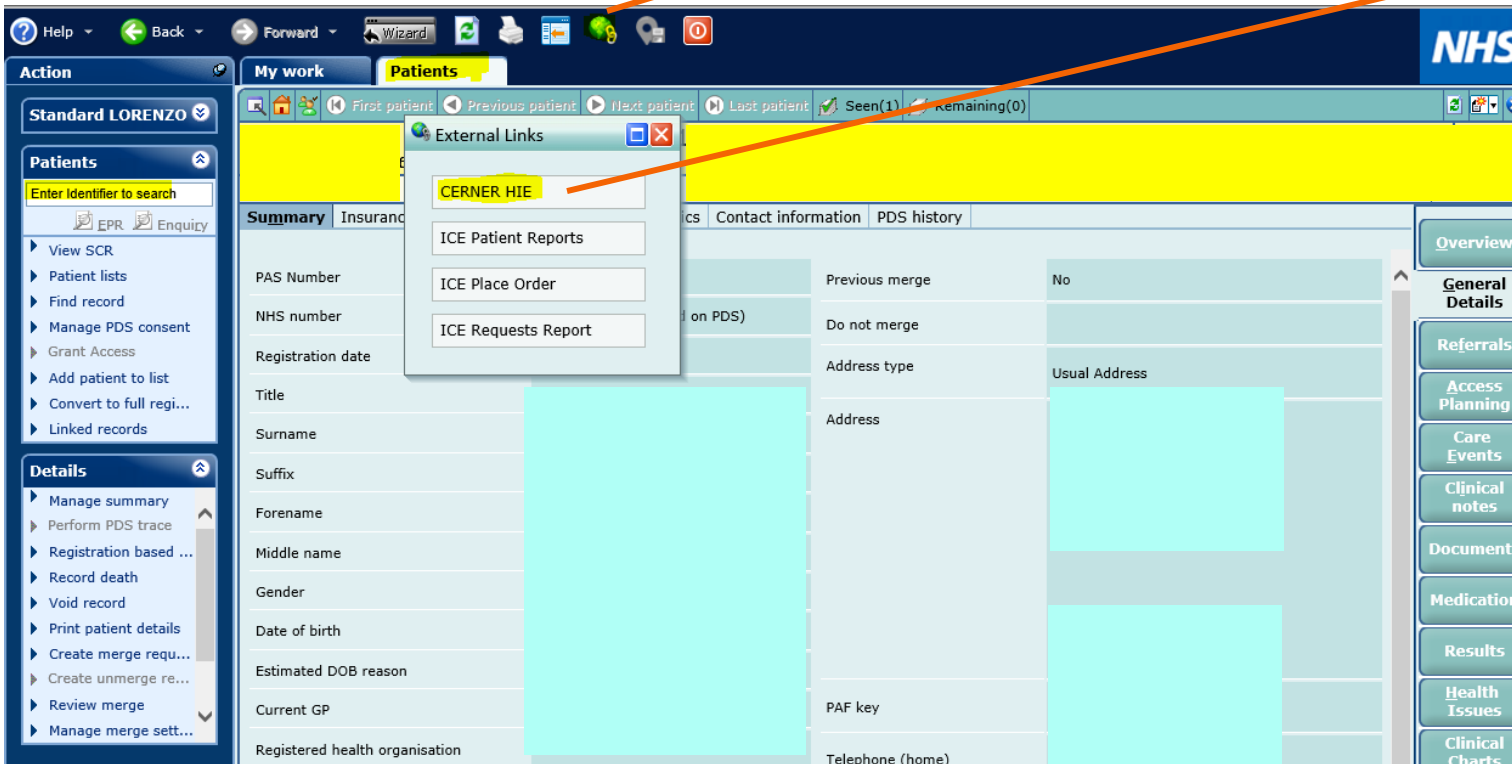 Help Back Forward Wizard
NHS
Action
My work Patients
First patient Previous patient Next patient Last patient Seen(1) Remaining(0)
Standard LORENZO
Patients
Enter Identifier to search
EPR Enquiry
View SCR
Patient lists
Find record
Manage PDS consent
Grant Access
Add patient to list
Convert to full regi...
Linked records
Details
Manage summary
Perform PDS trace
Registration based ...
Record death
Void record
Print patient details
Create merge requ...
Create unmerge re...
Review merge
Manage merge sett...
External Links
CERNER HIE
ICE Patient Reports
ICE Place Order
ICE Requests Report
Summary Insuranc ics Contact information PDS history
PAS Number
NHS number on PDS)
Registration date
Title
Surname
Suffix
Forename
Middle name
Gender
Date of birth
Estimated DOB reason
Current GP
Registered health organisation
Previous merge No
Do not merge
Address type Usual Address
Address
PAF key
Telephone (home)
Overview
General
Details
Referrals
Access
Planning
Care
Events
Clinical
notes
Document
Medication
Results
Health
Issues
Clinical
Charts